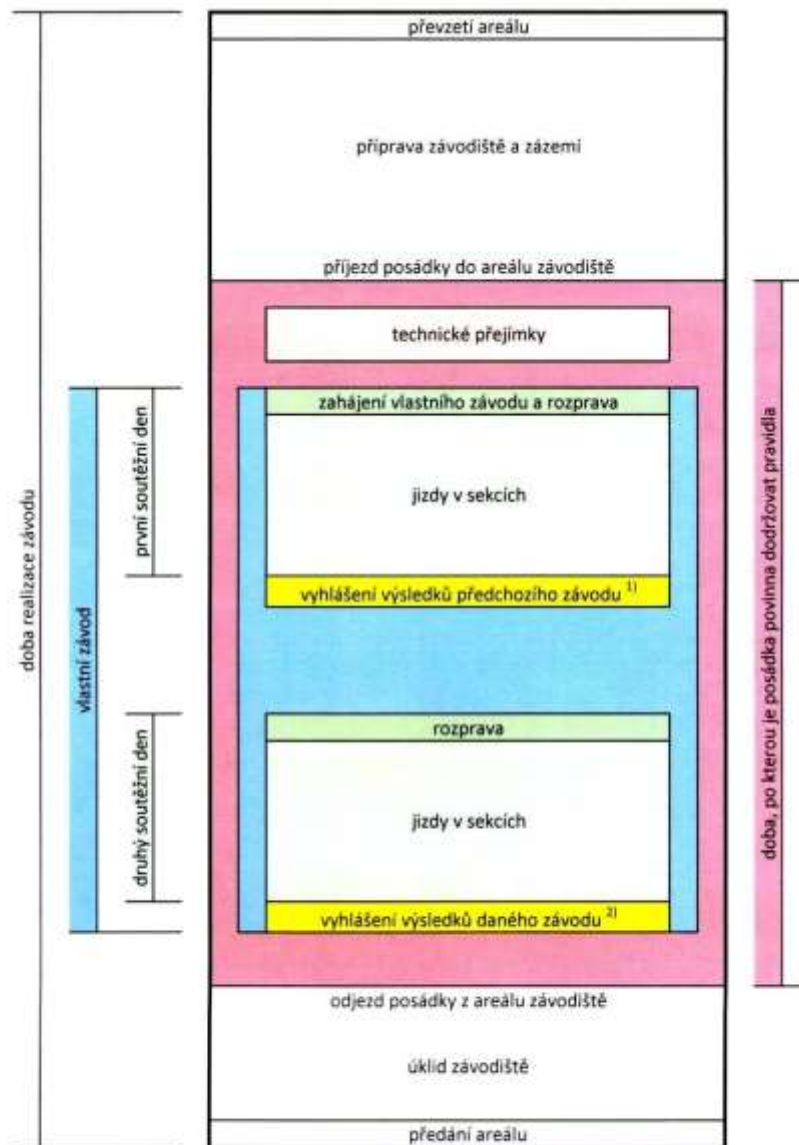 převzetí areálu
příprava závodiště a zázemí
příjezd posádky do areálu závodiště
technické přejímky
zahájení vlastního závodu a rozprava
jízdy v sekcích
vyhlášení výsledků předchozího závodu 1)
rozprava
jízdy v sekcích
vyhlášení výsledků daného závodu 2)
odjezd posádky z areálu závodiště
úklid závodiště
předání areálu
doba realizace závodu
vlastní závod
první soutěžní den
druhý soutěžní den
doba, po kterou je posádka povinna dodržovat pravidla